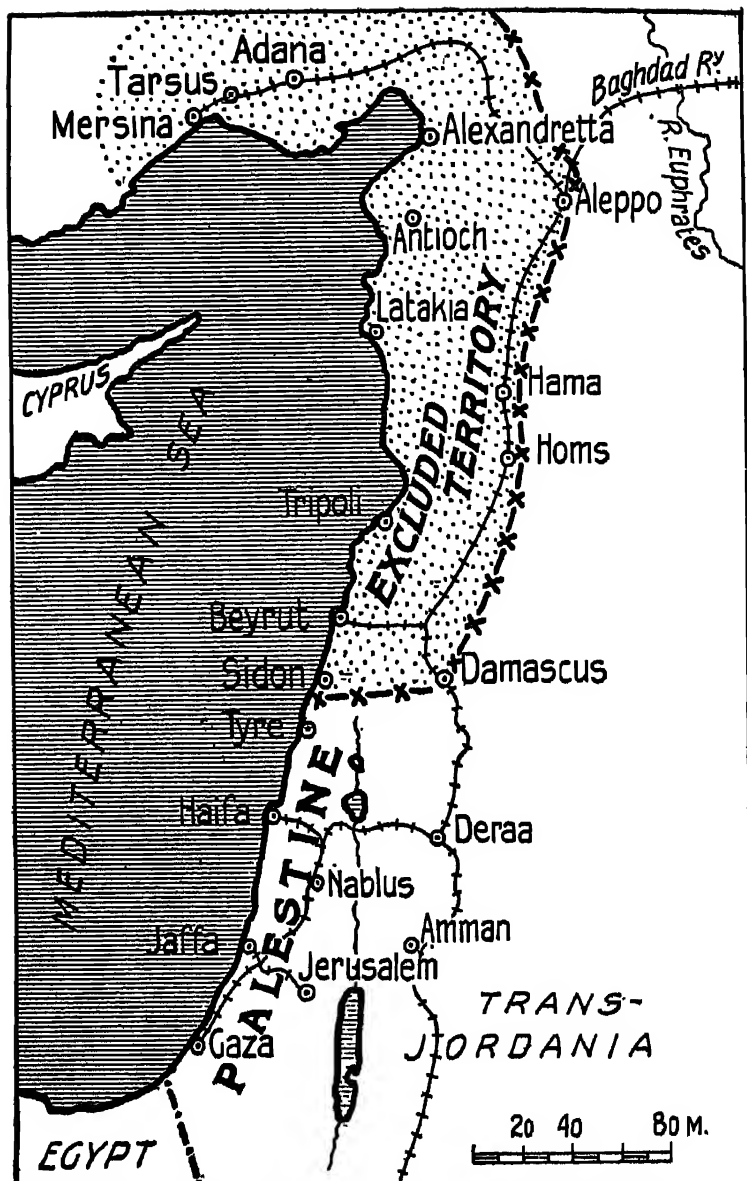 Adana
Tarsus
Mersina
Baghdad Ry
R. Euphrates
Alexandretta
Aleppo
Antioch
Latakia
CYPRUS
Hama
Homs
EXCLUDED
TERRITORY
MEDITERRANEAN SEA
Tripoli
Beyrut
Sidon
Damascus
Tyre
PALESTINE
Haifa
Deraa
Nablus
Jaffa
Amman
Jerusalem
TRANS-
JORDANIA
Gaza
EGYPT
20 40 80 M.